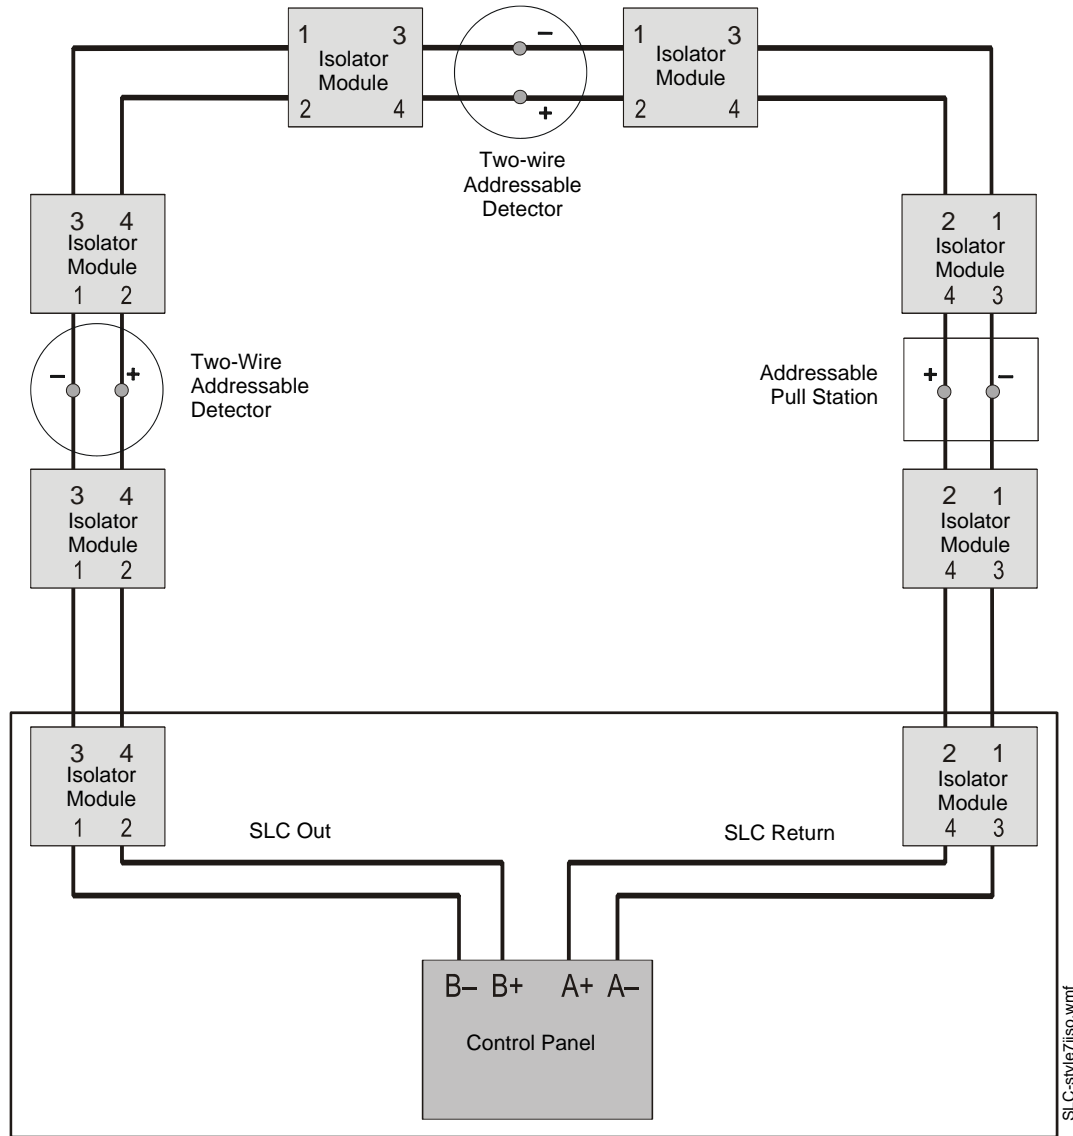 1 3
Isolator
Module
2 4
–
+
1 3
Isolator
Module
2 4
Two-wire
Addressable
Detector
3 4
Isolator
Module
1 2
2 1
Isolator
Module
4 3
– +
Two-Wire
Addressable
Detector
Addressable
Pull Station
+ –
3 4
Isolator
Module
1 2
2 1
Isolator
Module
4 3
3 4
Isolator
Module
1 2
SLC Out
SLC Return
2 1
Isolator
Module
4 3
B– B+ A+ A–
Control Panel
SLC-style7iiso.wmf